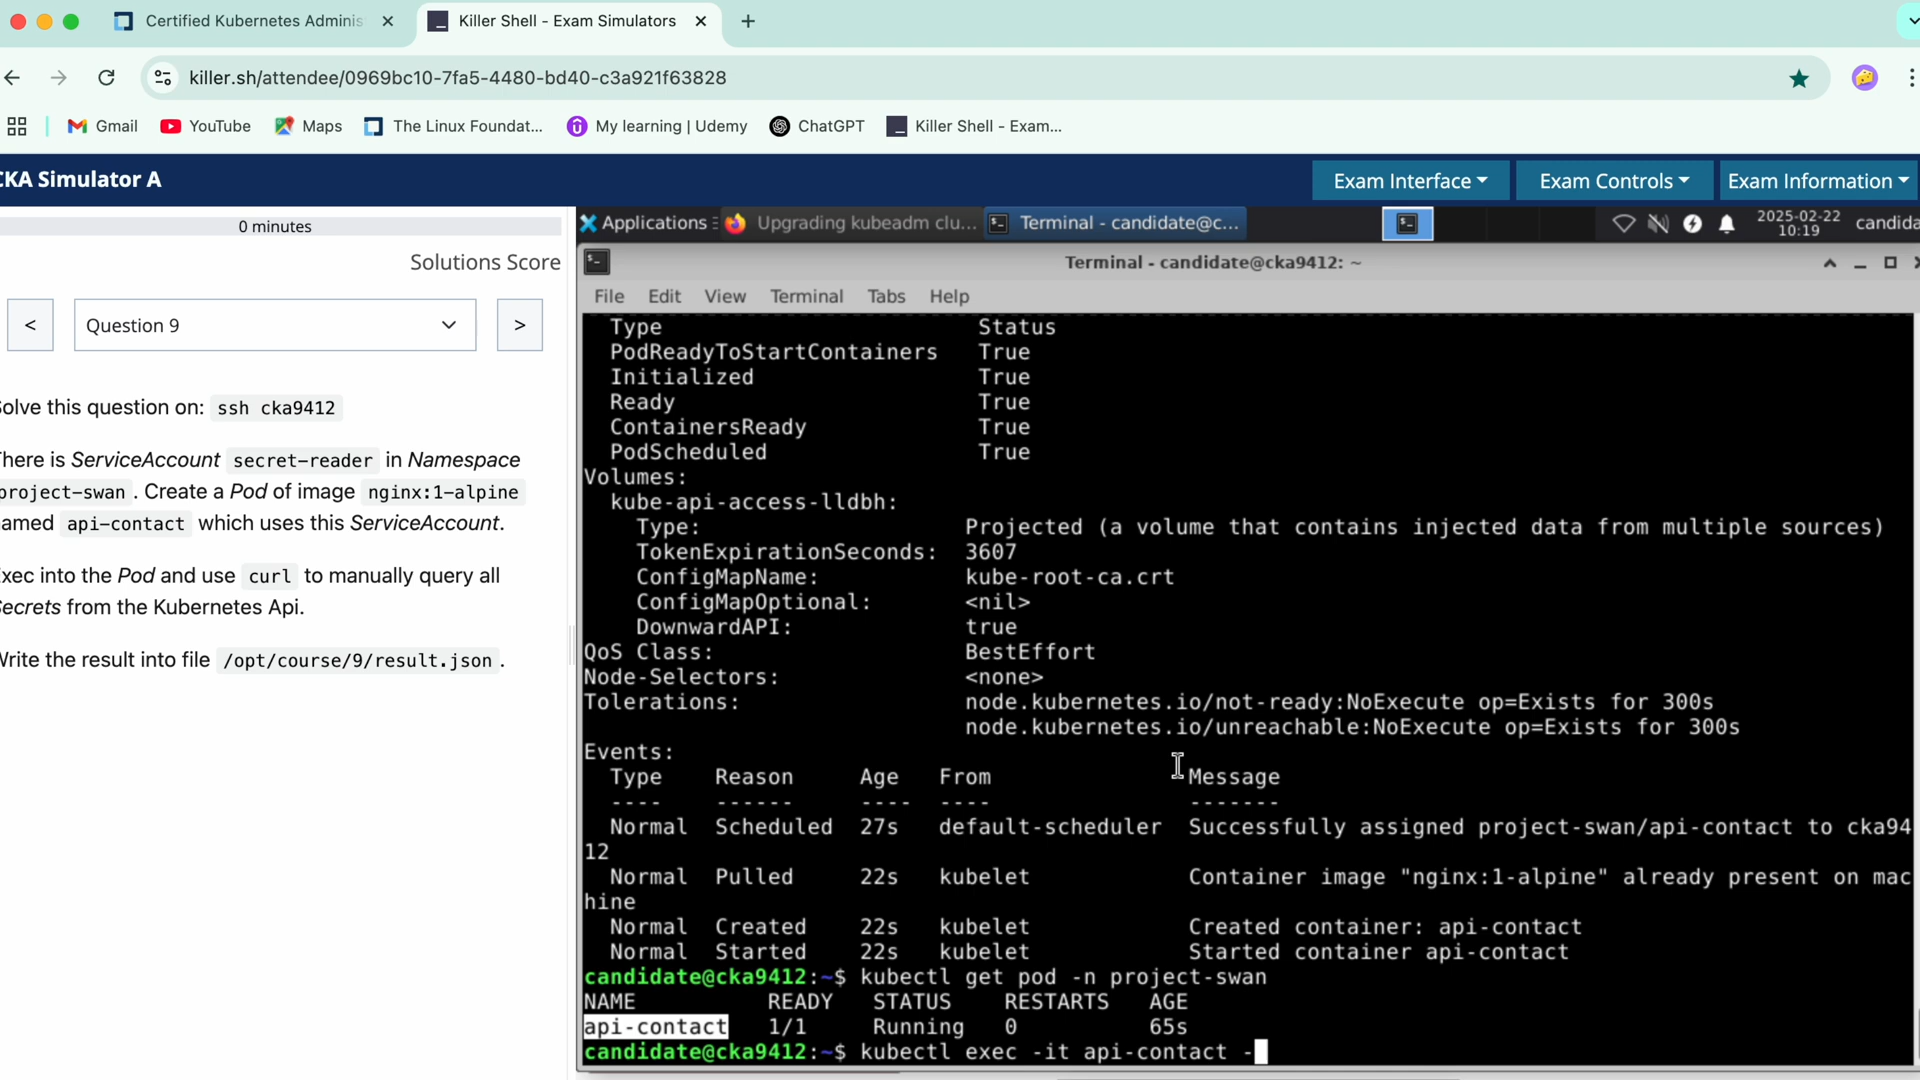 Certified Kubernetes Adminis
Killer Shell - Exam Simulators
killer.sh/attendee/0969bc10-7fa5-4480-bd40-c3a921f63828
Gmail
YouTube
Maps
The Linux Foundat...
My learning | Udemy
ChatGPT
Killer Shell - Exam...
CKA Simulator A
Exam Interface
Exam Controls
Exam Information
0 minutes
Solutions Score
<
Question 9
>
Solve this question on: ssh cka9412
There is ServiceAccount secret-reader in Namespace
project-swan . Create a Pod of image nginx:1-alpine
named api-contact which uses this ServiceAccount.
Exec into the Pod and use curl to manually query all
Secrets from the Kubernetes Api.
Write the result into file /opt/course/9/result.json .
Applications
Upgrading kubeadm clu...
Terminal - candidate@c...
2025-02-22
10:19
candida
Terminal - candidate@cka9412: ~
File Edit View Terminal Tabs Help
Type Status
PodReadyToStartContainers True
Initialized True
Ready True
ContainersReady True
PodScheduled True
Volumes:
kube-api-access-lldbh:
Type: Projected (a volume that contains injected data from multiple sources)
TokenExpirationSeconds: 3607
ConfigMapName: kube-root-ca.crt
ConfigMapOptional: <nil>
DownwardAPI: true
QoS Class: BestEffort
Node-Selectors: <none>
Tolerations: node.kubernetes.io/not-ready:NoExecute op=Exists for 300s
node.kubernetes.io/unreachable:NoExecute op=Exists for 300s
Events:
Type Reason Age From Message
---- ------ ---- ---- -------
Normal Scheduled 27s default-scheduler Successfully assigned project-swan/api-contact to cka94
12
Normal Pulled 22s kubelet Container image "nginx:1-alpine" already present on mac
hine
Normal Created 22s kubelet Created container: api-contact
Normal Started 22s kubelet Started container api-contact
candidate@cka9412:~$ kubectl get pod -n project-swan
NAME READY STATUS RESTARTS AGE
api-contact 1/1 Running 0 65s
candidate@cka9412:~$ kubectl exec -it api-contact -